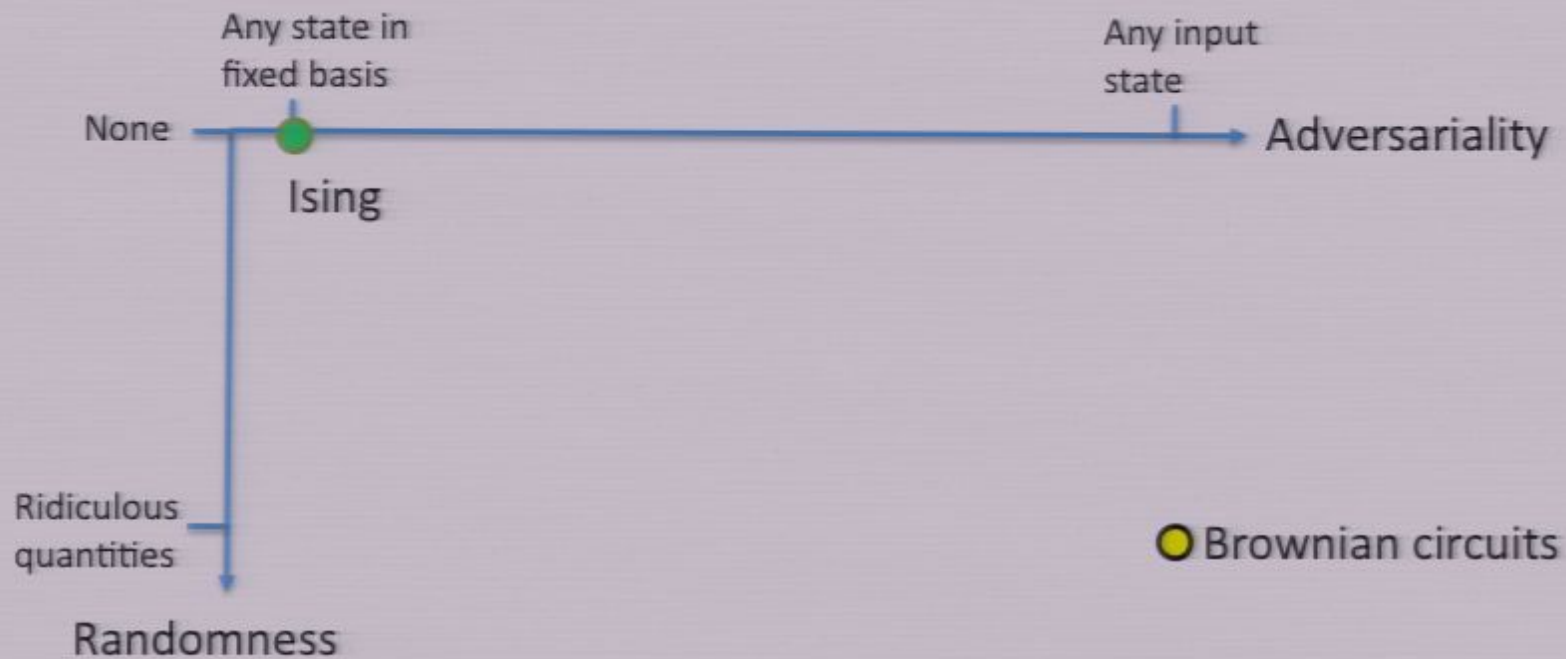 Any state in
fixed basis
Any input
state
None
Adversariality
Ising
Ridiculous
quantities
Brownian circuits
Randomness